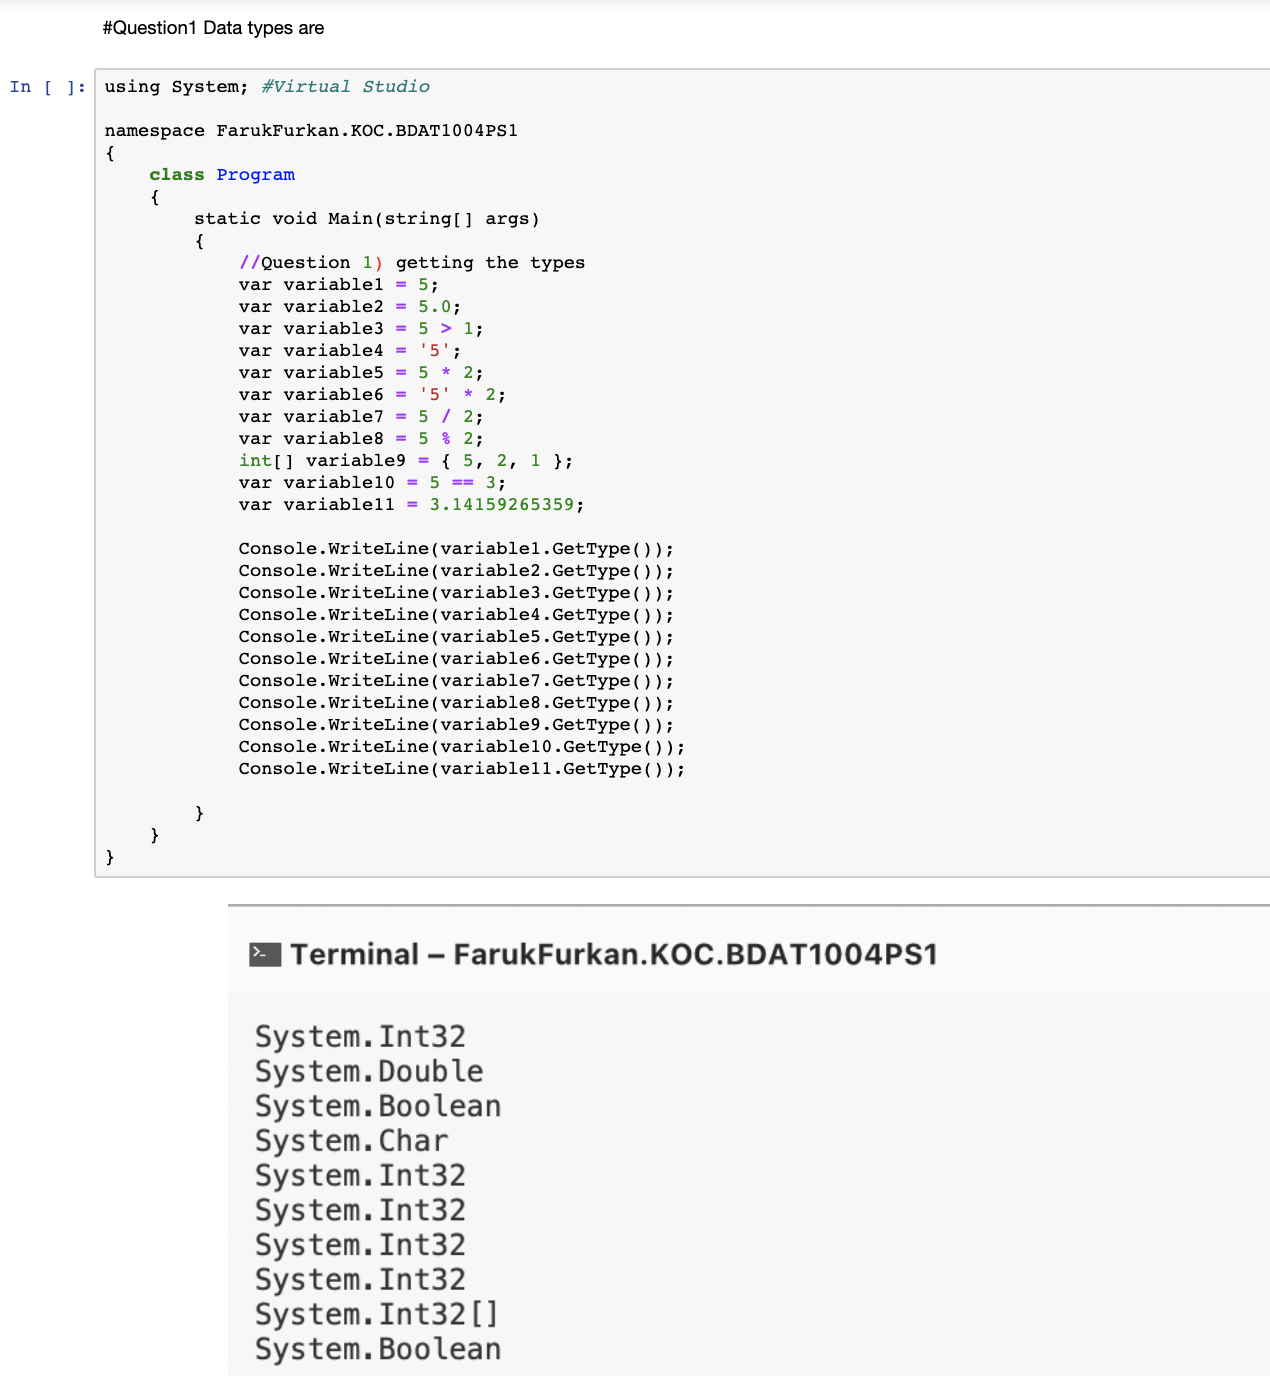 #Question1 Data types are
In [ ]:
using System; #Virtual Studio
namespace FarukFurkan.KOC.BDAT1004PS1
{
class Program
{
static void Main(string[] args)
{
//Question 1) getting the types
var variable1 = 5;
var variable2 = 5.0;
var variable3 = 5 > 1;
var variable4 = '5';
var variable5 = 5 * 2;
var variable6 = '5' * 2;
var variable7 = 5 / 2;
var variable8 = 5 % 2;
int[] variable9 = { 5, 2, 1 };
var variable10 = 5 == 3;
var variable11 = 3.14159265359;
Console.WriteLine(variable1.GetType());
Console.WriteLine(variable2.GetType());
Console.WriteLine(variable3.GetType());
Console.WriteLine(variable4.GetType());
Console.WriteLine(variable5.GetType());
Console.WriteLine(variable6.GetType());
Console.WriteLine(variable7.GetType());
Console.WriteLine(variable8.GetType());
Console.WriteLine(variable9.GetType());
Console.WriteLine(variable10.GetType());
Console.WriteLine(variable11.GetType());
}
}
}
Terminal – FarukFurkan.KOC.BDAT1004PS1
System.Int32
System.Double
System.Boolean
System.Char
System.Int32
System.Int32
System.Int32
System.Int32
System.Int32[]
System.Boolean